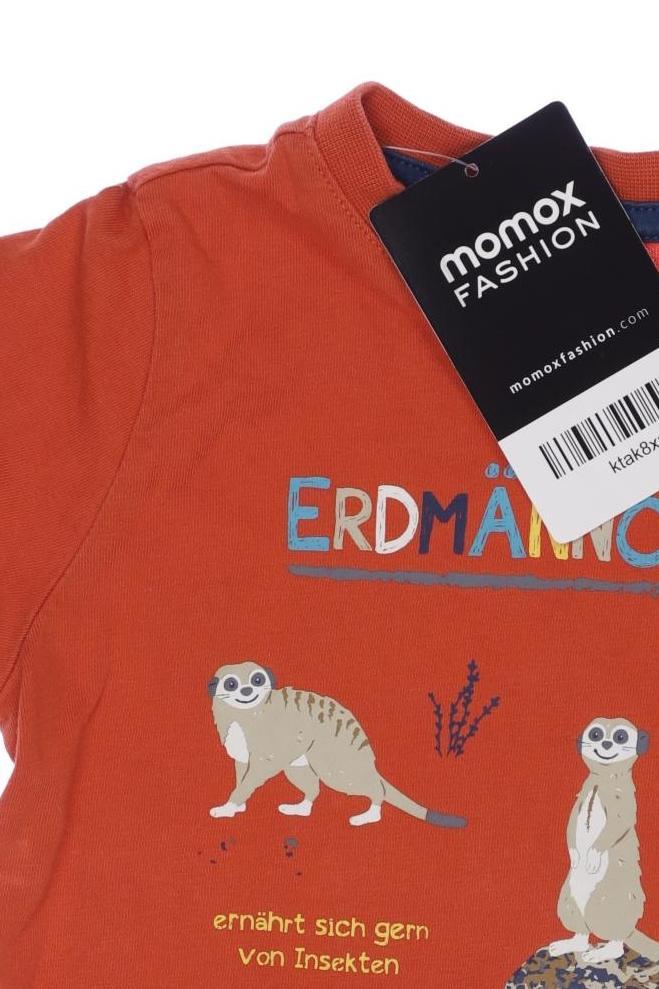 momox
FASHION
momoxfashion.com
ktak8x
ERDMÄNNC
ernährt sich gern
von Insekten